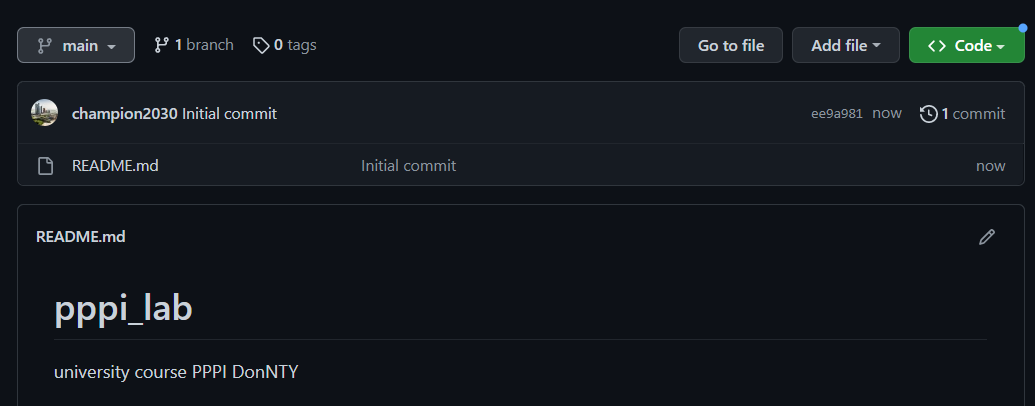 main 1 branch 0 tags Go to file Add file <> Code
champion2030 Initial commit ee9a981 now 1 commit
README.md Initial commit now
README.md
pppi_lab
university course PPPI DonNTY